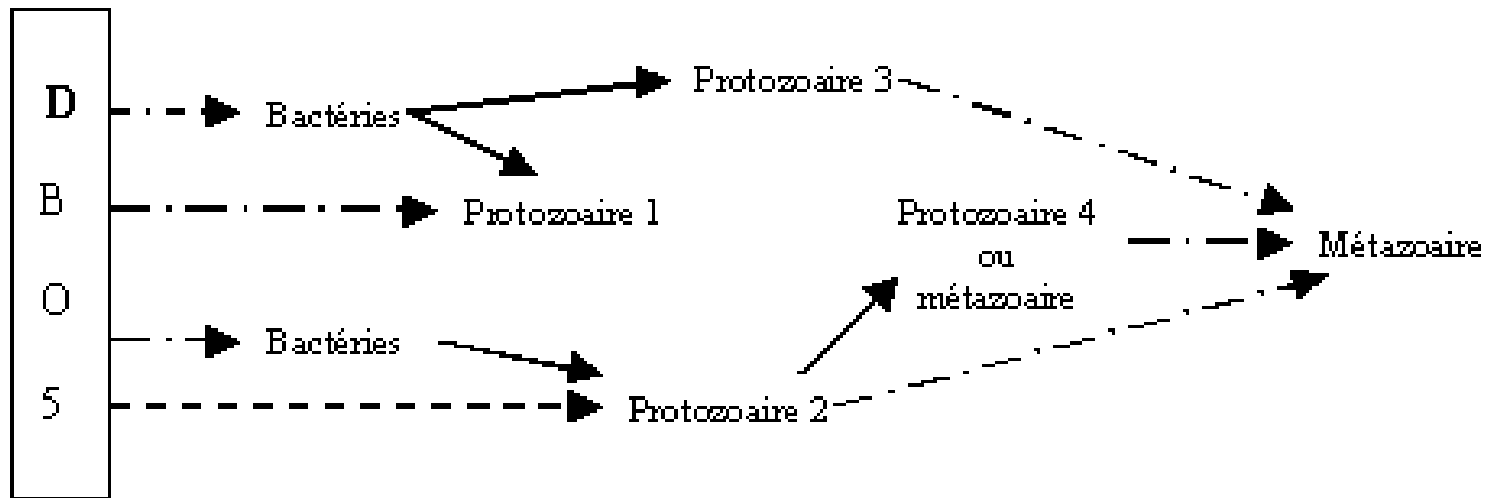 D
B
O
5
Bactéries
Protozoaire 3
Protozoaire 1
Protozoaire 4
ou
métazoaire
Métazoaire
Bactéries
Protozoaire 2